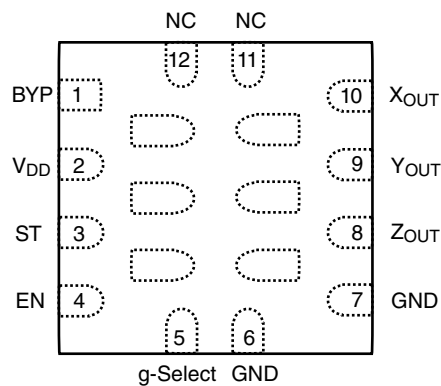 NC NC
12 11
BYP 1 10 XOUT
VDD 2 9 YOUT
ST 3 8 ZOUT
EN 4 7 GND
5 6
g-Select GND